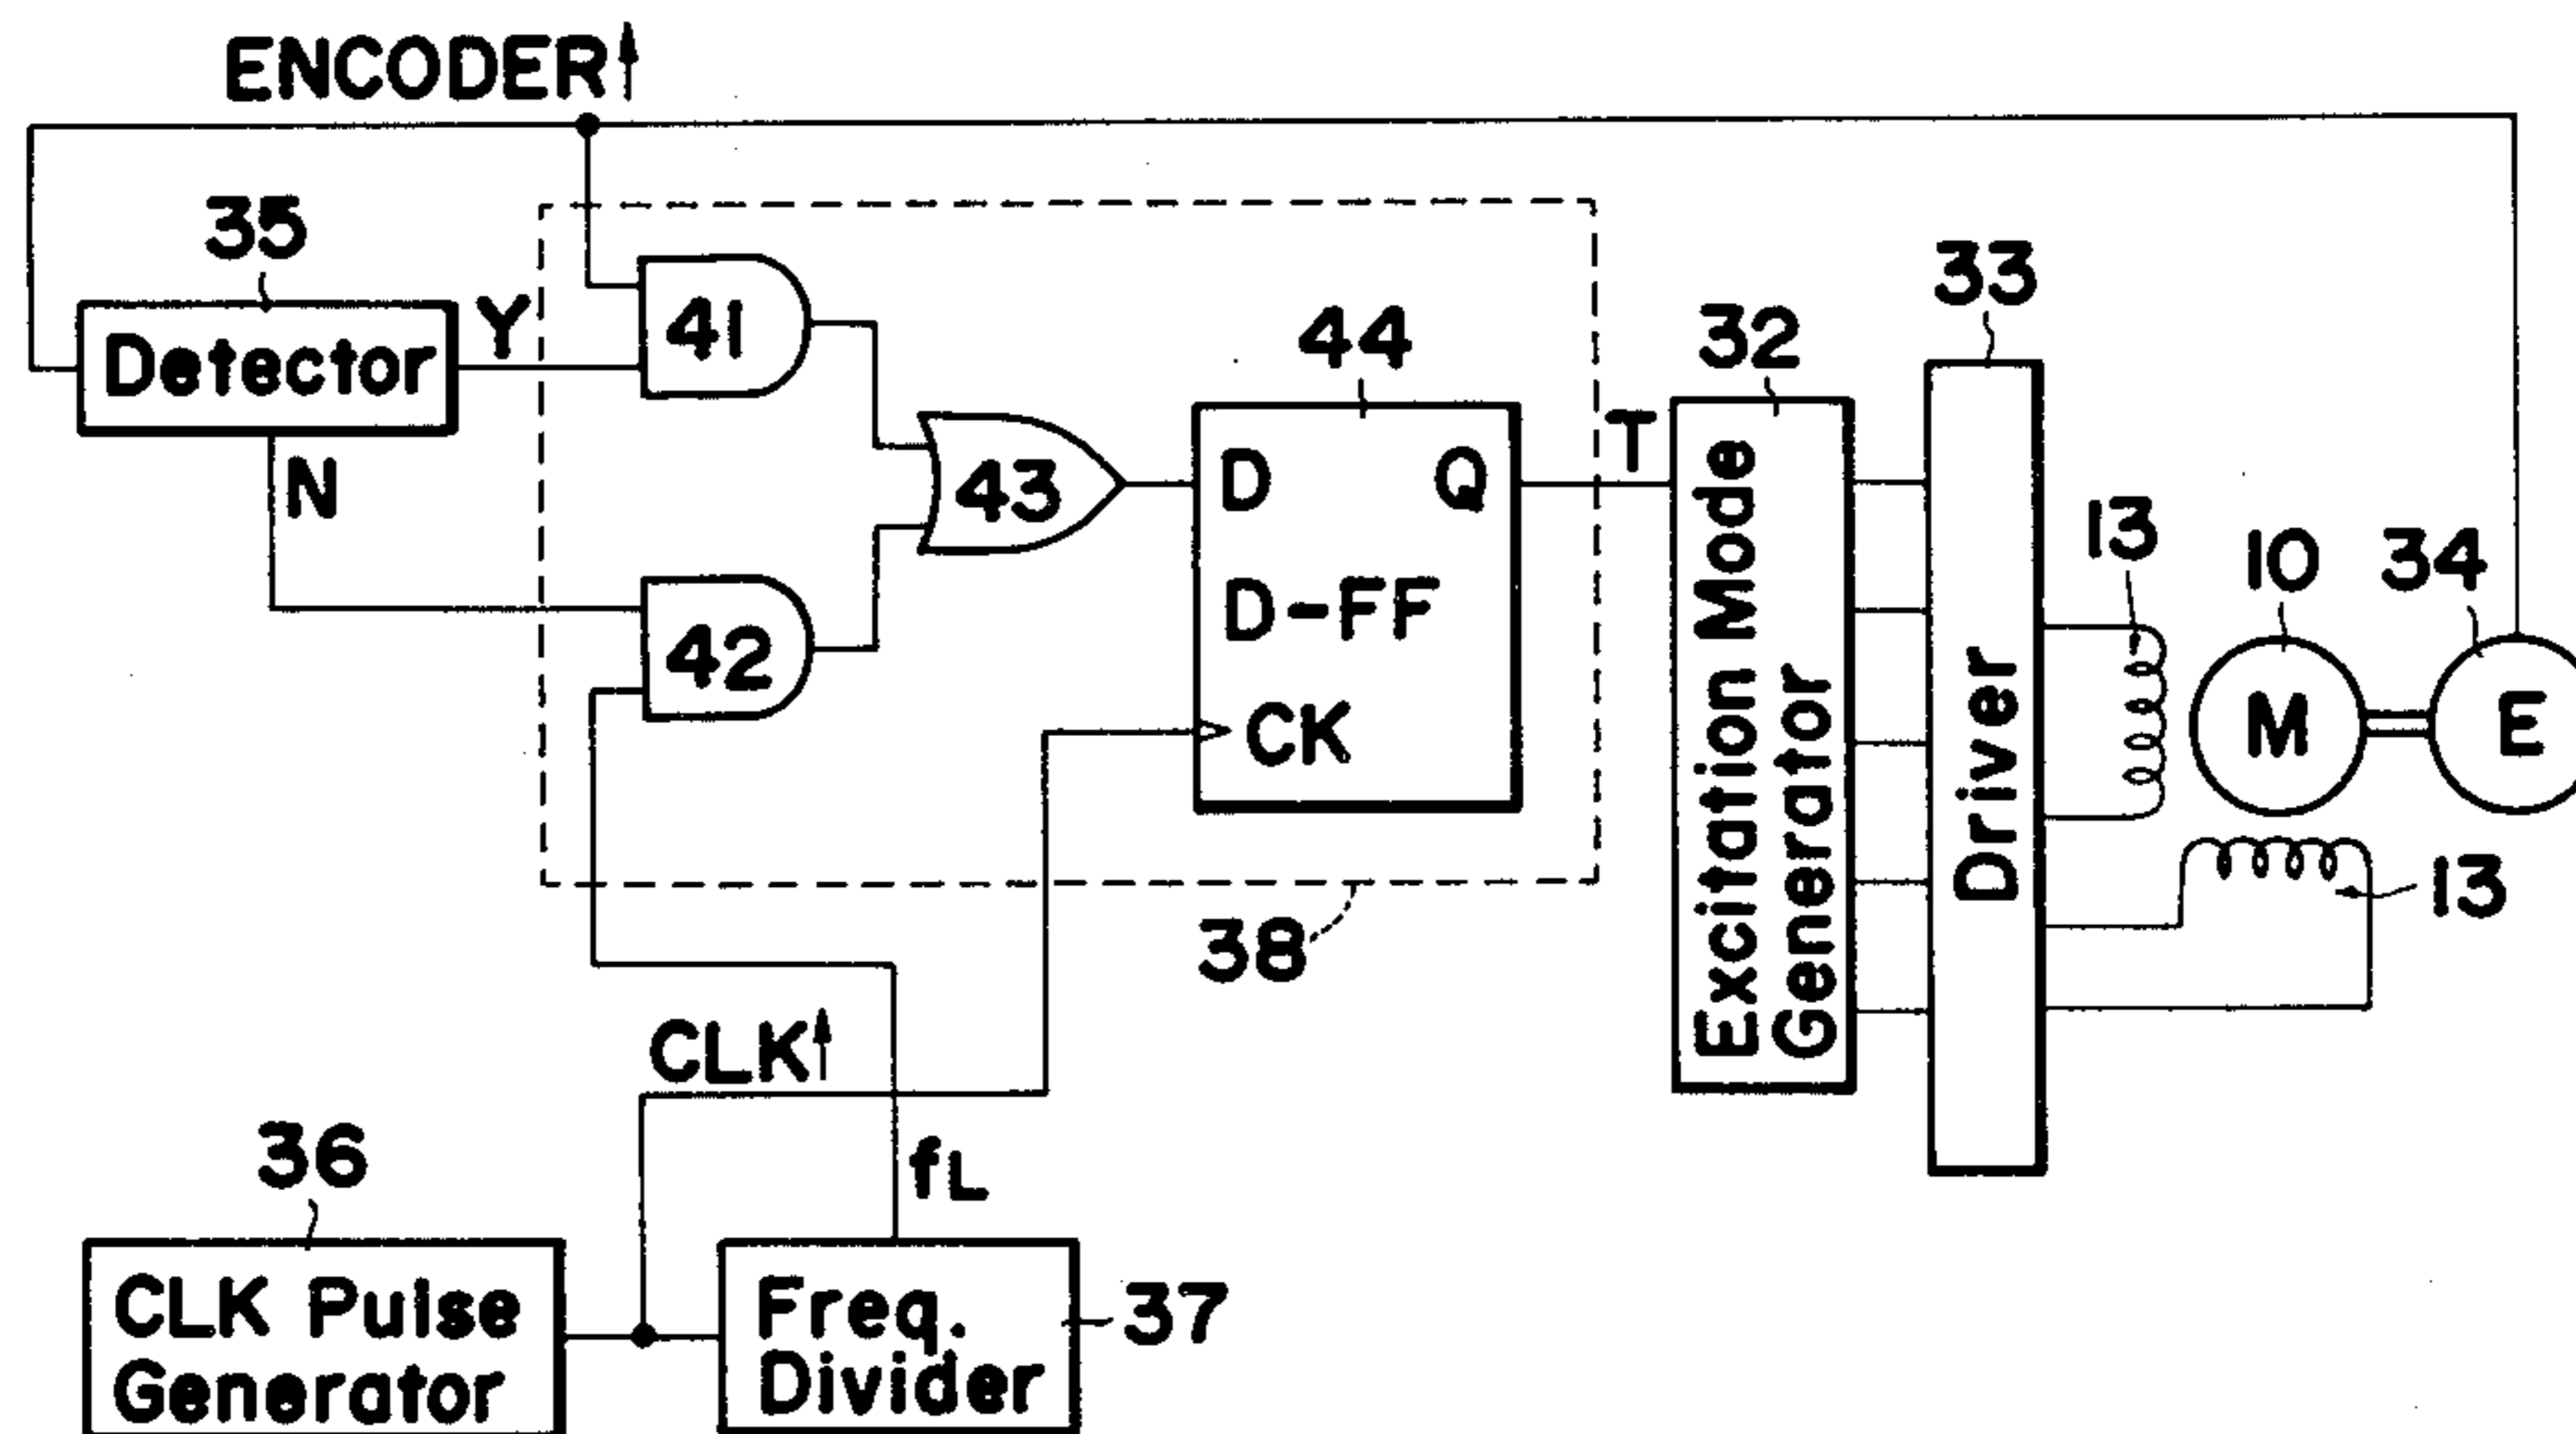 ENCODER↑
35
Detector
Y
N
41
42
43
44
D
Q
D-FF
CK
T
32
Excitation Mode
Generator
33
Driver
13
10
34
M
E
13
38
CLK↑
fL
36
CLK Pulse
Generator
Freq.
Divider
37